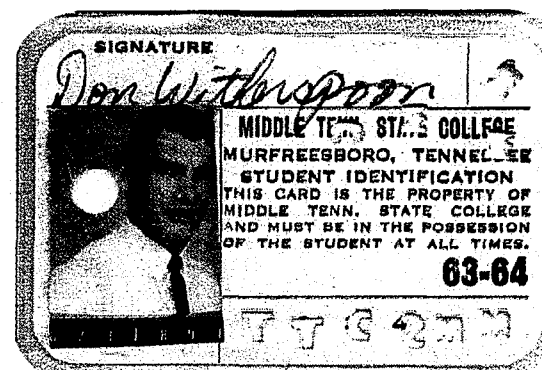 SIGNATURE
Don Witherspoon
MIDDLE TENN. STATE COLLEGE
MURFREESBORO, TENNESSEE
STUDENT IDENTIFICATION
THIS CARD IS THE PROPERTY OF
MIDDLE TENN. STATE COLLEGE
AND MUST BE IN THE POSSESSION
OF THE STUDENT AT ALL TIMES.
63-64